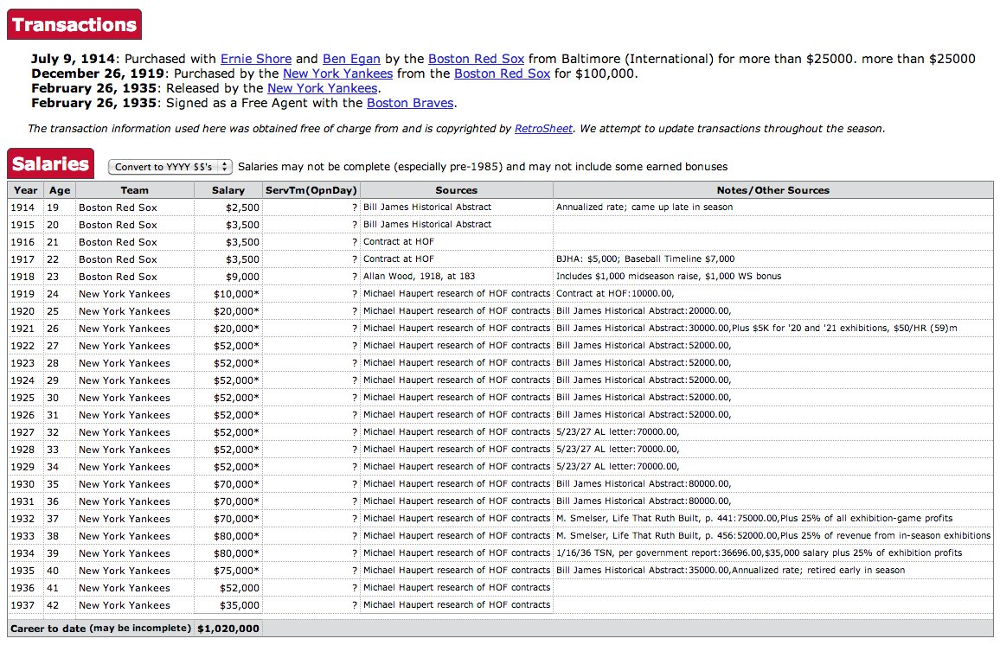 Transactions
July 9, 1914: Purchased with Ernie Shore and Ben Egan by the Boston Red Sox from Baltimore (International) for more than $25000. more than $25000
December 26, 1919: Purchased by the New York Yankees from the Boston Red Sox for $100,000.
February 26, 1935: Released by the New York Yankees.
February 26, 1935: Signed as a Free Agent with the Boston Braves.
The transaction information used here was obtained free of charge from and is copyrighted by RetroSheet. We attempt to update transactions throughout the season.
Salaries Convert to YYYY $$'s Salaries may not be complete (especially pre-1985) and may not include some earned bonuses
Year Age Team Salary ServTm(OpnDay) Sources Notes/Other Sources
1914 19 Boston Red Sox $2,500 ? Bill James Historical Abstract Annualized rate; came up late in season
1915 20 Boston Red Sox $3,500 ? Bill James Historical Abstract
1916 21 Boston Red Sox $3,500 ? Contract at HOF
1917 22 Boston Red Sox $3,500 ? Contract at HOF BJHA: $5,000; Baseball Timeline $7,000
1918 23 Boston Red Sox $9,000 ? Allan Wood, 1918, at 183 Includes $1,000 midseason raise, $1,000 WS bonus
1919 24 New York Yankees $10,000* ? Michael Haupert research of HOF contracts Contract at HOF:10000.00,
1920 25 New York Yankees $20,000* ? Michael Haupert research of HOF contracts Bill James Historical Abstract:20000.00,
1921 26 New York Yankees $20,000* ? Michael Haupert research of HOF contracts Bill James Historical Abstract:30000.00,Plus $5K for '20 and '21 exhibitions, $50/HR (59)m
1922 27 New York Yankees $52,000* ? Michael Haupert research of HOF contracts Bill James Historical Abstract:52000.00,
1923 28 New York Yankees $52,000* ? Michael Haupert research of HOF contracts Bill James Historical Abstract:52000.00,
1924 29 New York Yankees $52,000* ? Michael Haupert research of HOF contracts Bill James Historical Abstract:52000.00,
1925 30 New York Yankees $52,000* ? Michael Haupert research of HOF contracts Bill James Historical Abstract:52000.00,
1926 31 New York Yankees $52,000* ? Michael Haupert research of HOF contracts Bill James Historical Abstract:52000.00,
1927 32 New York Yankees $52,000* ? Michael Haupert research of HOF contracts 5/23/27 AL letter:70000.00,
1928 33 New York Yankees $52,000* ? Michael Haupert research of HOF contracts 5/23/27 AL letter:70000.00,
1929 34 New York Yankees $52,000* ? Michael Haupert research of HOF contracts 5/23/27 AL letter:70000.00,
1930 35 New York Yankees $70,000* ? Michael Haupert research of HOF contracts Bill James Historical Abstract:80000.00,
1931 36 New York Yankees $70,000* ? Michael Haupert research of HOF contracts Bill James Historical Abstract:80000.00,
1932 37 New York Yankees $70,000* ? Michael Haupert research of HOF contracts M. Smelser, Life That Ruth Built, p. 441:75000.00,Plus 25% of all exhibition-game profits
1933 38 New York Yankees $80,000* ? Michael Haupert research of HOF contracts M. Smelser, Life That Ruth Built, p. 456:52000.00,Plus 25% of revenue from in-season exhibitions
1934 39 New York Yankees $80,000* ? Michael Haupert research of HOF contracts 1/16/36 TSN, per government report:36696.00,$35,000 salary plus 25% of exhibition profits
1935 40 New York Yankees $75,000* ? Michael Haupert research of HOF contracts Bill James Historical Abstract:35000.00,Annualized rate; retired early in season
1936 41 New York Yankees $52,000 ? Michael Haupert research of HOF contracts
1937 42 New York Yankees $35,000 ? Michael Haupert research of HOF contracts
Career to date (may be incomplete) $1,020,000